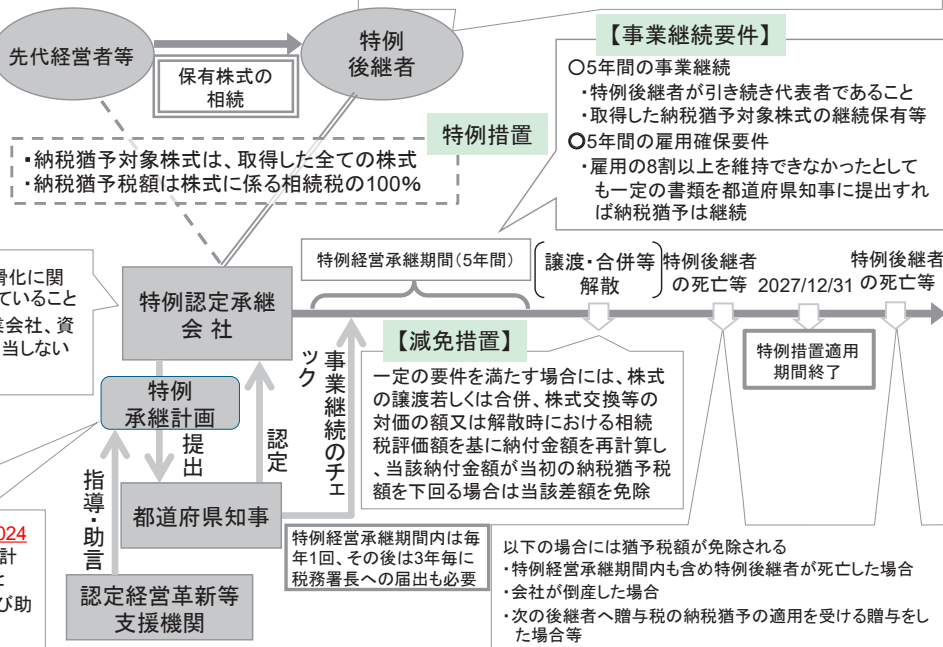 先代経営者等
特例
後継者
保有株式の
相続
【事業継続要件】
○5年間の事業継続
・特例後継者が引き続き代表者であること
・取得した納税猶予対象株式の継続保有等
○5年間の雇用確保要件
・雇用の8割以上を維持できなかったとして
も一定の書類を都道府県知事に提出すれ
ば納税猶予は継続
特例措置
・納税猶予対象株式は、取得した全ての株式
・納税猶予税額は株式に係る相続税の100%
滑化に関
ていること
業会社、資
当しない
特例認定承継
会 社
特例経営承継期間(5年間)
譲渡・合併等
解散
特例後継者
の死亡等
2027/12/31
特例後継者
の死亡等
特例措置適用
期間終了
【減免措置】
一定の要件を満たす場合には、株式
の譲渡若しくは合併、株式交換等の
対価の額又は解散時における相続
税評価額を基に納付金額を再計算し
、当該納付金額が当初の納税猶予税
額を下回る場合は当該差額を免除
事業継続のチェ
ック
特例
承継計画
提出
認定
指導・助言
都道府県知事
認定経営革新等
支援機関
024
計
と
び助
特例経営承継期間内は毎
年1回、その後は3年毎に
税務署長への届出も必要
以下の場合には猶予税額が免除される
・特例経営承継期間内も含め特例後継者が死亡した場合
・会社が倒産した場合
・次の後継者へ贈与税の納税猶予の適用を受ける贈与をし
た場合等